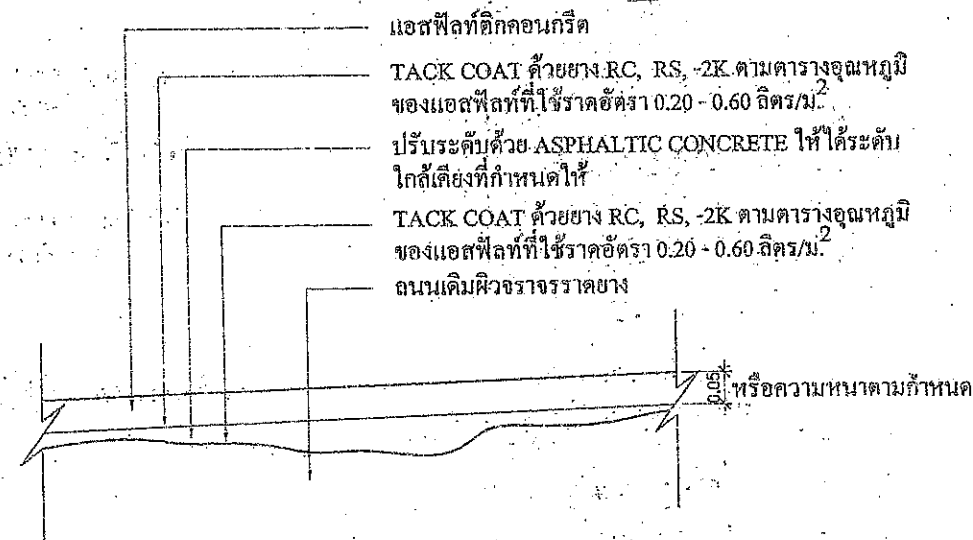 แอสฟัลท์ติกคอนกรีต
TACK COAT ด้วยยาง RC, RS, -2K ตามตารางอุณหภูมิ
ของแอสฟัลท์ที่ใช้ราดอัตรา 0.20 - 0.60 ลิตร/ม.²
ปรับระดับด้วย ASPHALTIC CONCRETE ให้ได้ระดับ
ใกล้เคียงที่กำหนดให้
TACK COAT ด้วยยาง RC, RS, -2K ตามตารางอุณหภูมิ
ของแอสฟัลท์ที่ใช้ราดอัตรา 0.20 - 0.60 ลิตร/ม.²
ถนนเดิมผิวจราจรราดยาง
0.05 หรือความหนาตามกำหนด